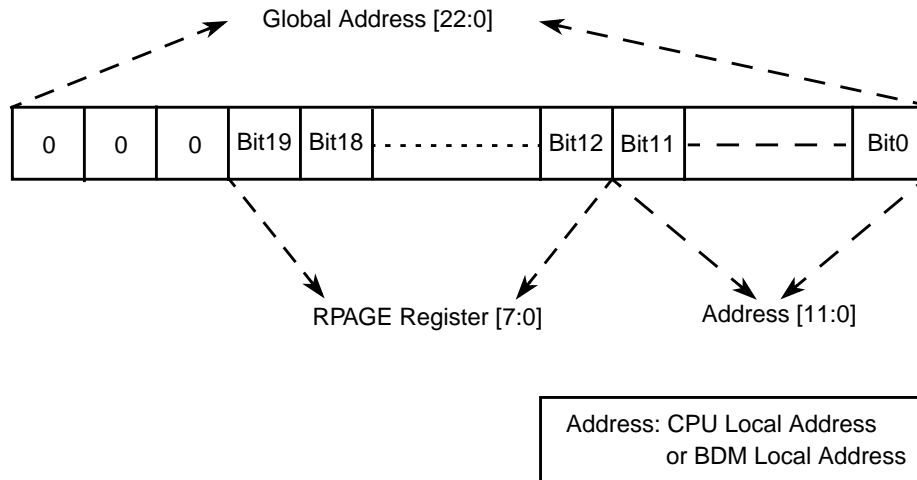 Global Address [22:0]
0 0 0 Bit19 Bit18 Bit12 Bit11 Bit0
RPAGE Register [7:0] Address [11:0]
Address: CPU Local Address
or BDM Local Address